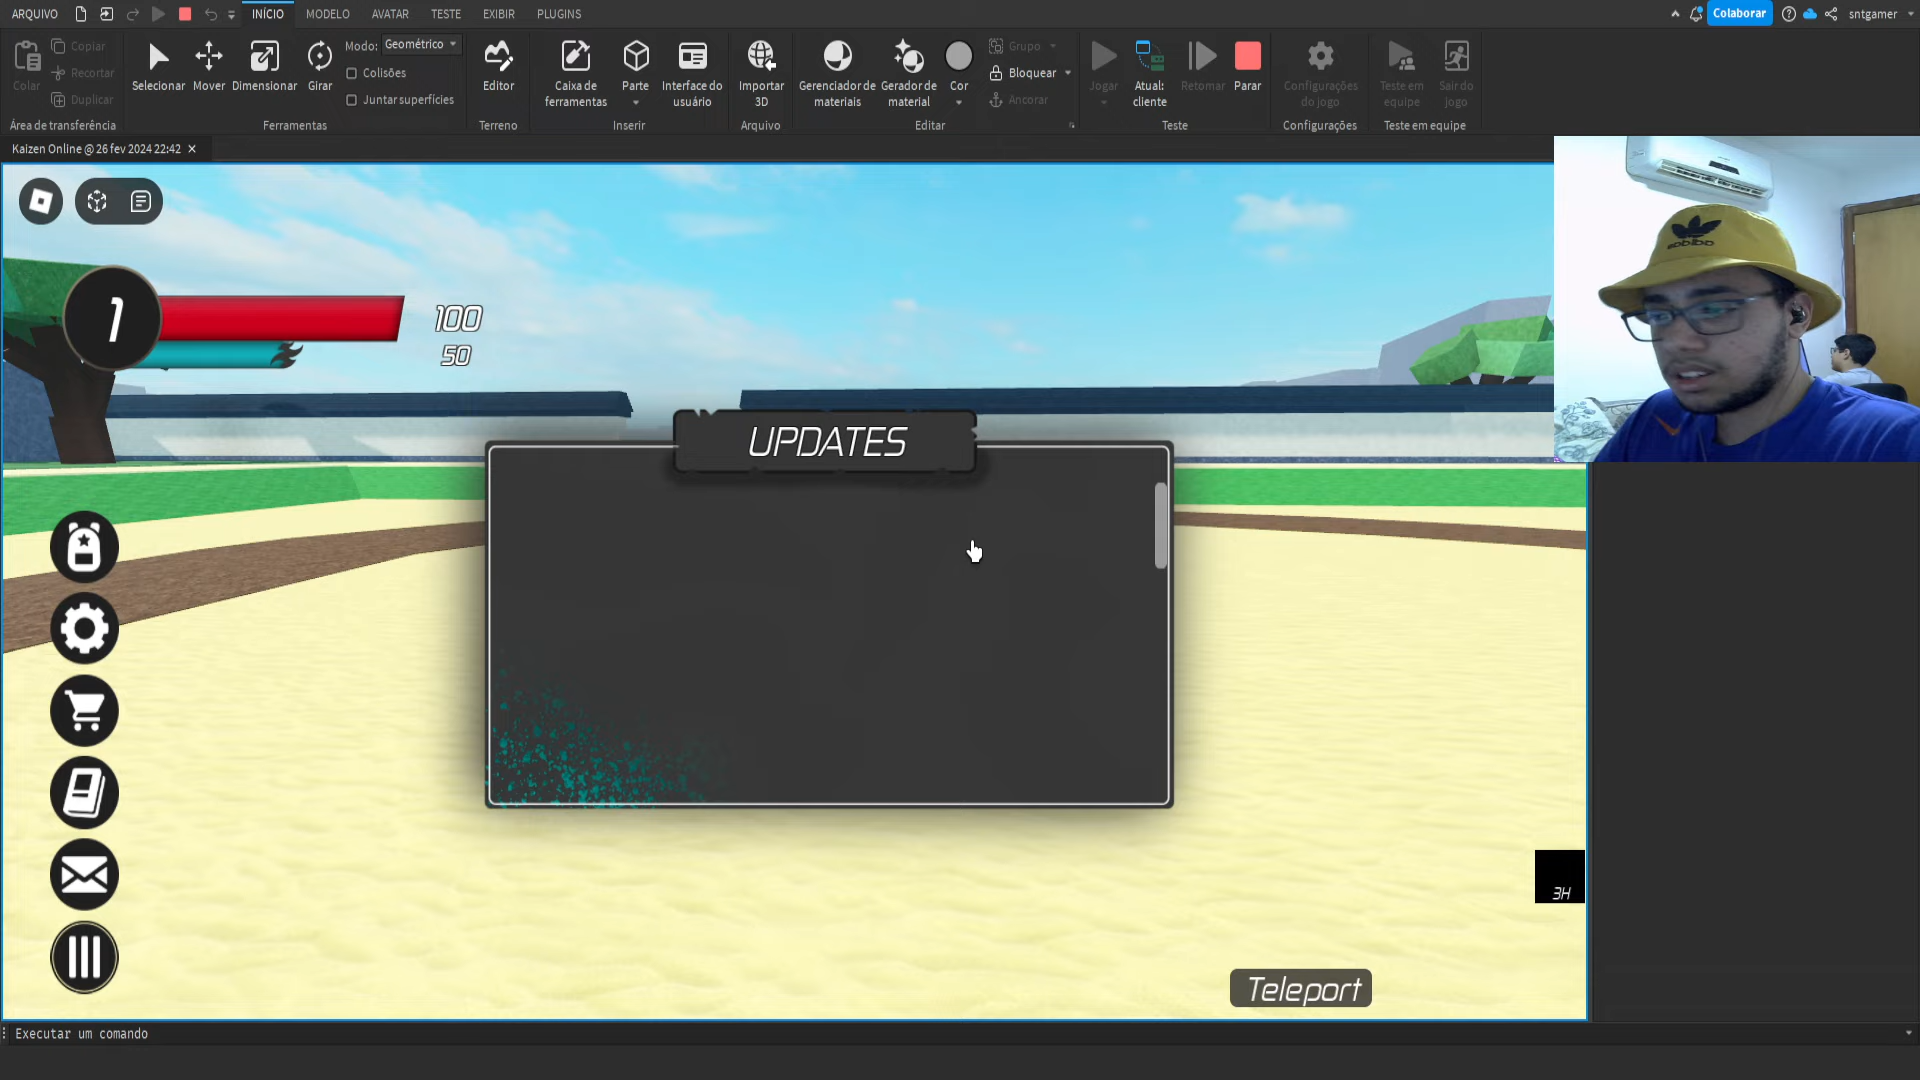 ARQUIVO
INÍCIO
MODELO
AVATAR
TESTE
EXIBIR
PLUGINS
Colaborar
sntgamer
Colar
Copiar
Recortar
Duplicar
Área de transferência
Selecionar
Mover
Dimensionar
Girar
Modo: Geométrico
Colisões
Juntar superfícies
Ferramentas
Editor
Terreno
Caixa de
ferramentas
Parte
Interface do
usuário
Inserir
Importar
3D
Arquivo
Gerenciador de
materiais
Gerador de
material
Cor
Grupo
Bloquear
Ancorar
Editar
Jogar
Atual:
cliente
Retomar
Parar
Teste
Configurações
do jogo
Configurações
Teste em
equipe
Sair do
jogo
Teste em equipe
Kaizen Online @ 26 fev 2024 22:42
1
100
50
UPDATES
3H
Teleport
Executar um comando